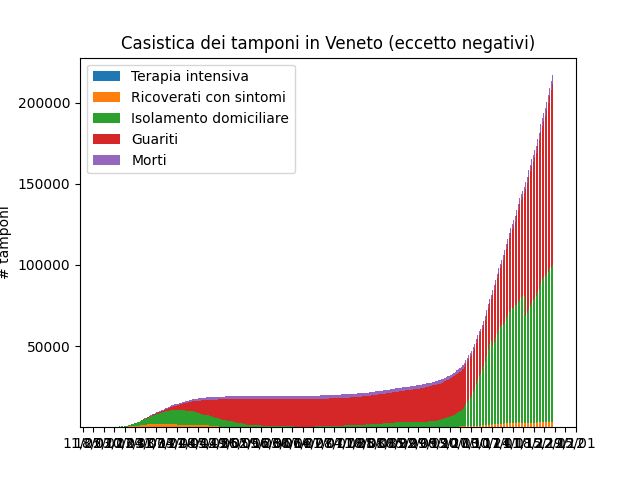 Casistica dei tamponi in Veneto (eccetto negativi)
Terapia intensiva
Ricoverati con sintomi
Isolamento domiciliare
Guariti
Morti
200000
150000
100000
50000
# tamponi